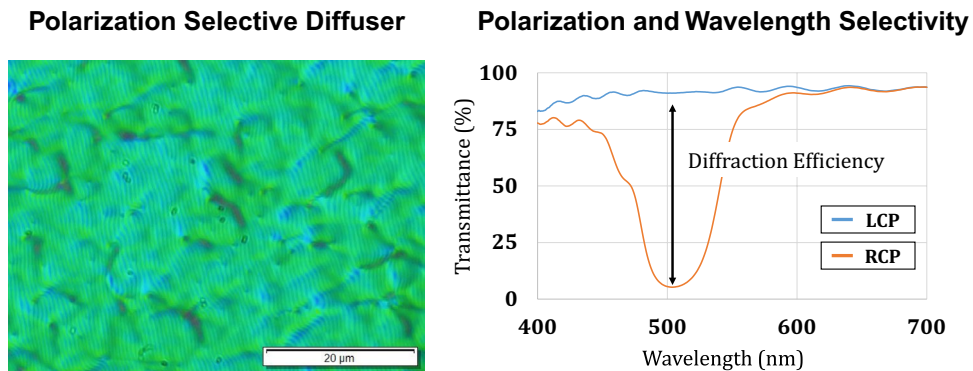 Polarization Selective Diffuser
20 µm
Polarization and Wavelength Selectivity
Transmittance (%)
100
75
50
25
0
Diffraction Efficiency
LCP
RCP
400
500
600
700
Wavelength (nm)